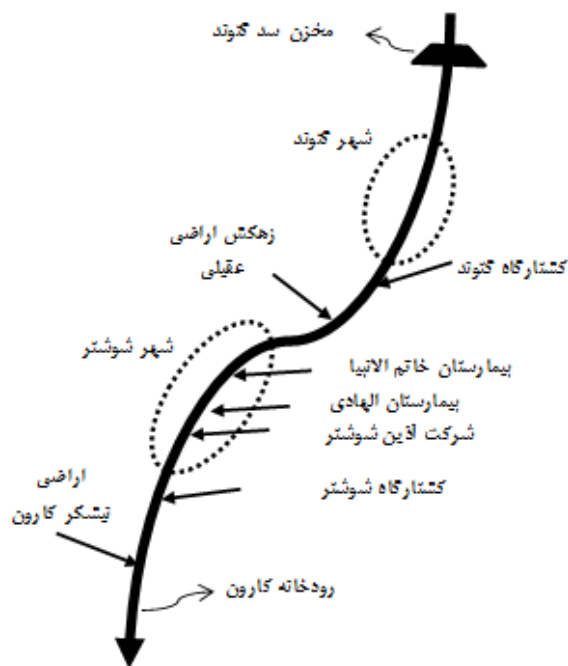 مخزن سد گتوند
شهر گتوند
زهکش اراضی
عقیلی
کشتارگاه گتوند
شهر شوشتر
بیمارستان خاتم الانبیا
بیمارستان الهادی
شرکت آذین شوشتر
کشتارگاه شوشتر
اراضی
نیشکر کارون
رودخانه کارون